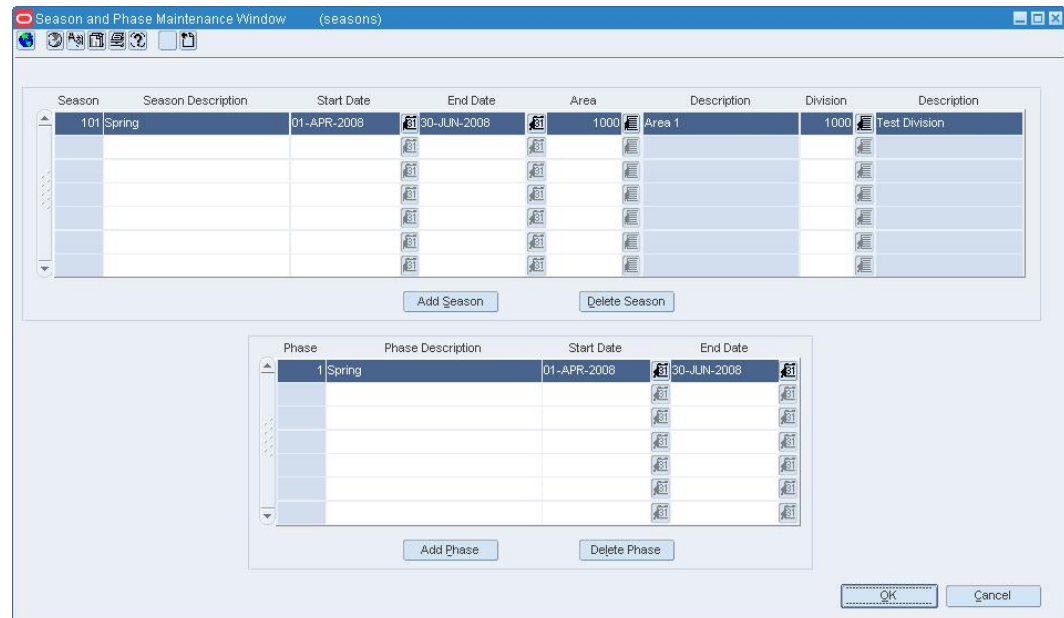 Season and Phase Maintenance Window (seasons)
Season Season Description Start Date End Date Area Description Division Description
101 Spring 01-APR-2008 30-JUN-2008 1000 Area 1 1000 Test Division
Add Season Delete Season
Phase Phase Description Start Date End Date
1 Spring 01-APR-2008 30-JUN-2008
Add Phase Delete Phase
OK Cancel